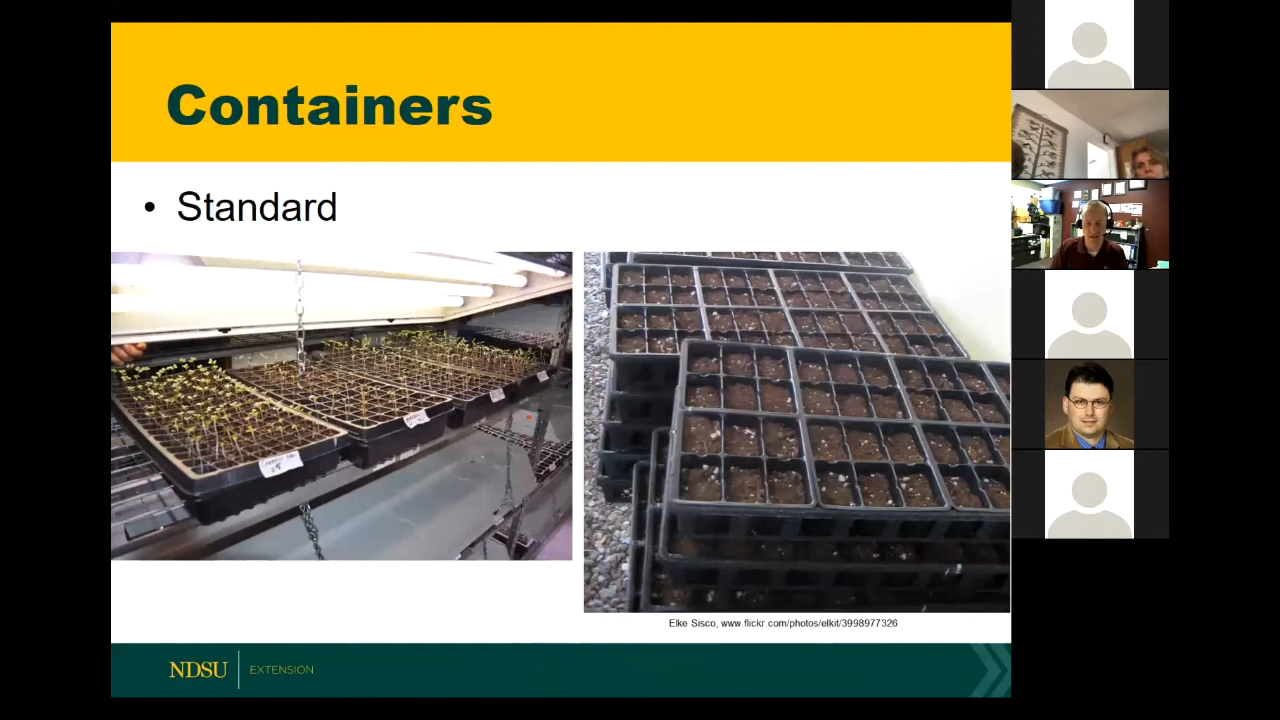 Containers
• Standard
Elke Sisco, www.flickr.com/photos/elkit/3998977326
NDSU EXTENSION